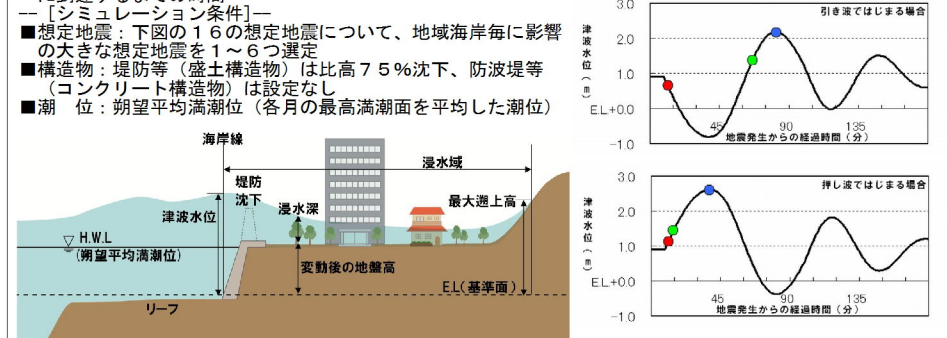 に到達するまでの時間
-- [シミュレーション条件]--
■想定地震：下図の１６の想定地震について、地域海岸毎に影響
の大きな想定地震を１～６つ選定
■構造物：堤防等（盛土構造物）は比高７５％沈下、防波堤等
（コンクリート構造物）は設定なし
■潮　位：朔望平均満潮位（各月の最高満潮面を平均した潮位）
海岸線
浸水域
堤防
沈下
浸水深
最大遡上高
津波水位
H.W.L
(朔望平均満潮位)
変動後の地盤高
E.L(基準面)
リーフ
引き波ではじまる場合
津波水位（m）
3.0
2.0
1.0
E.L+0.0
-1.0
45
90
135
地震発生からの経過時間（分）
押し波ではじまる場合
津波水位（m）
3.0
2.0
1.0
E.L+0.0
-1.0
45
90
135
地震発生からの経過時間（分）